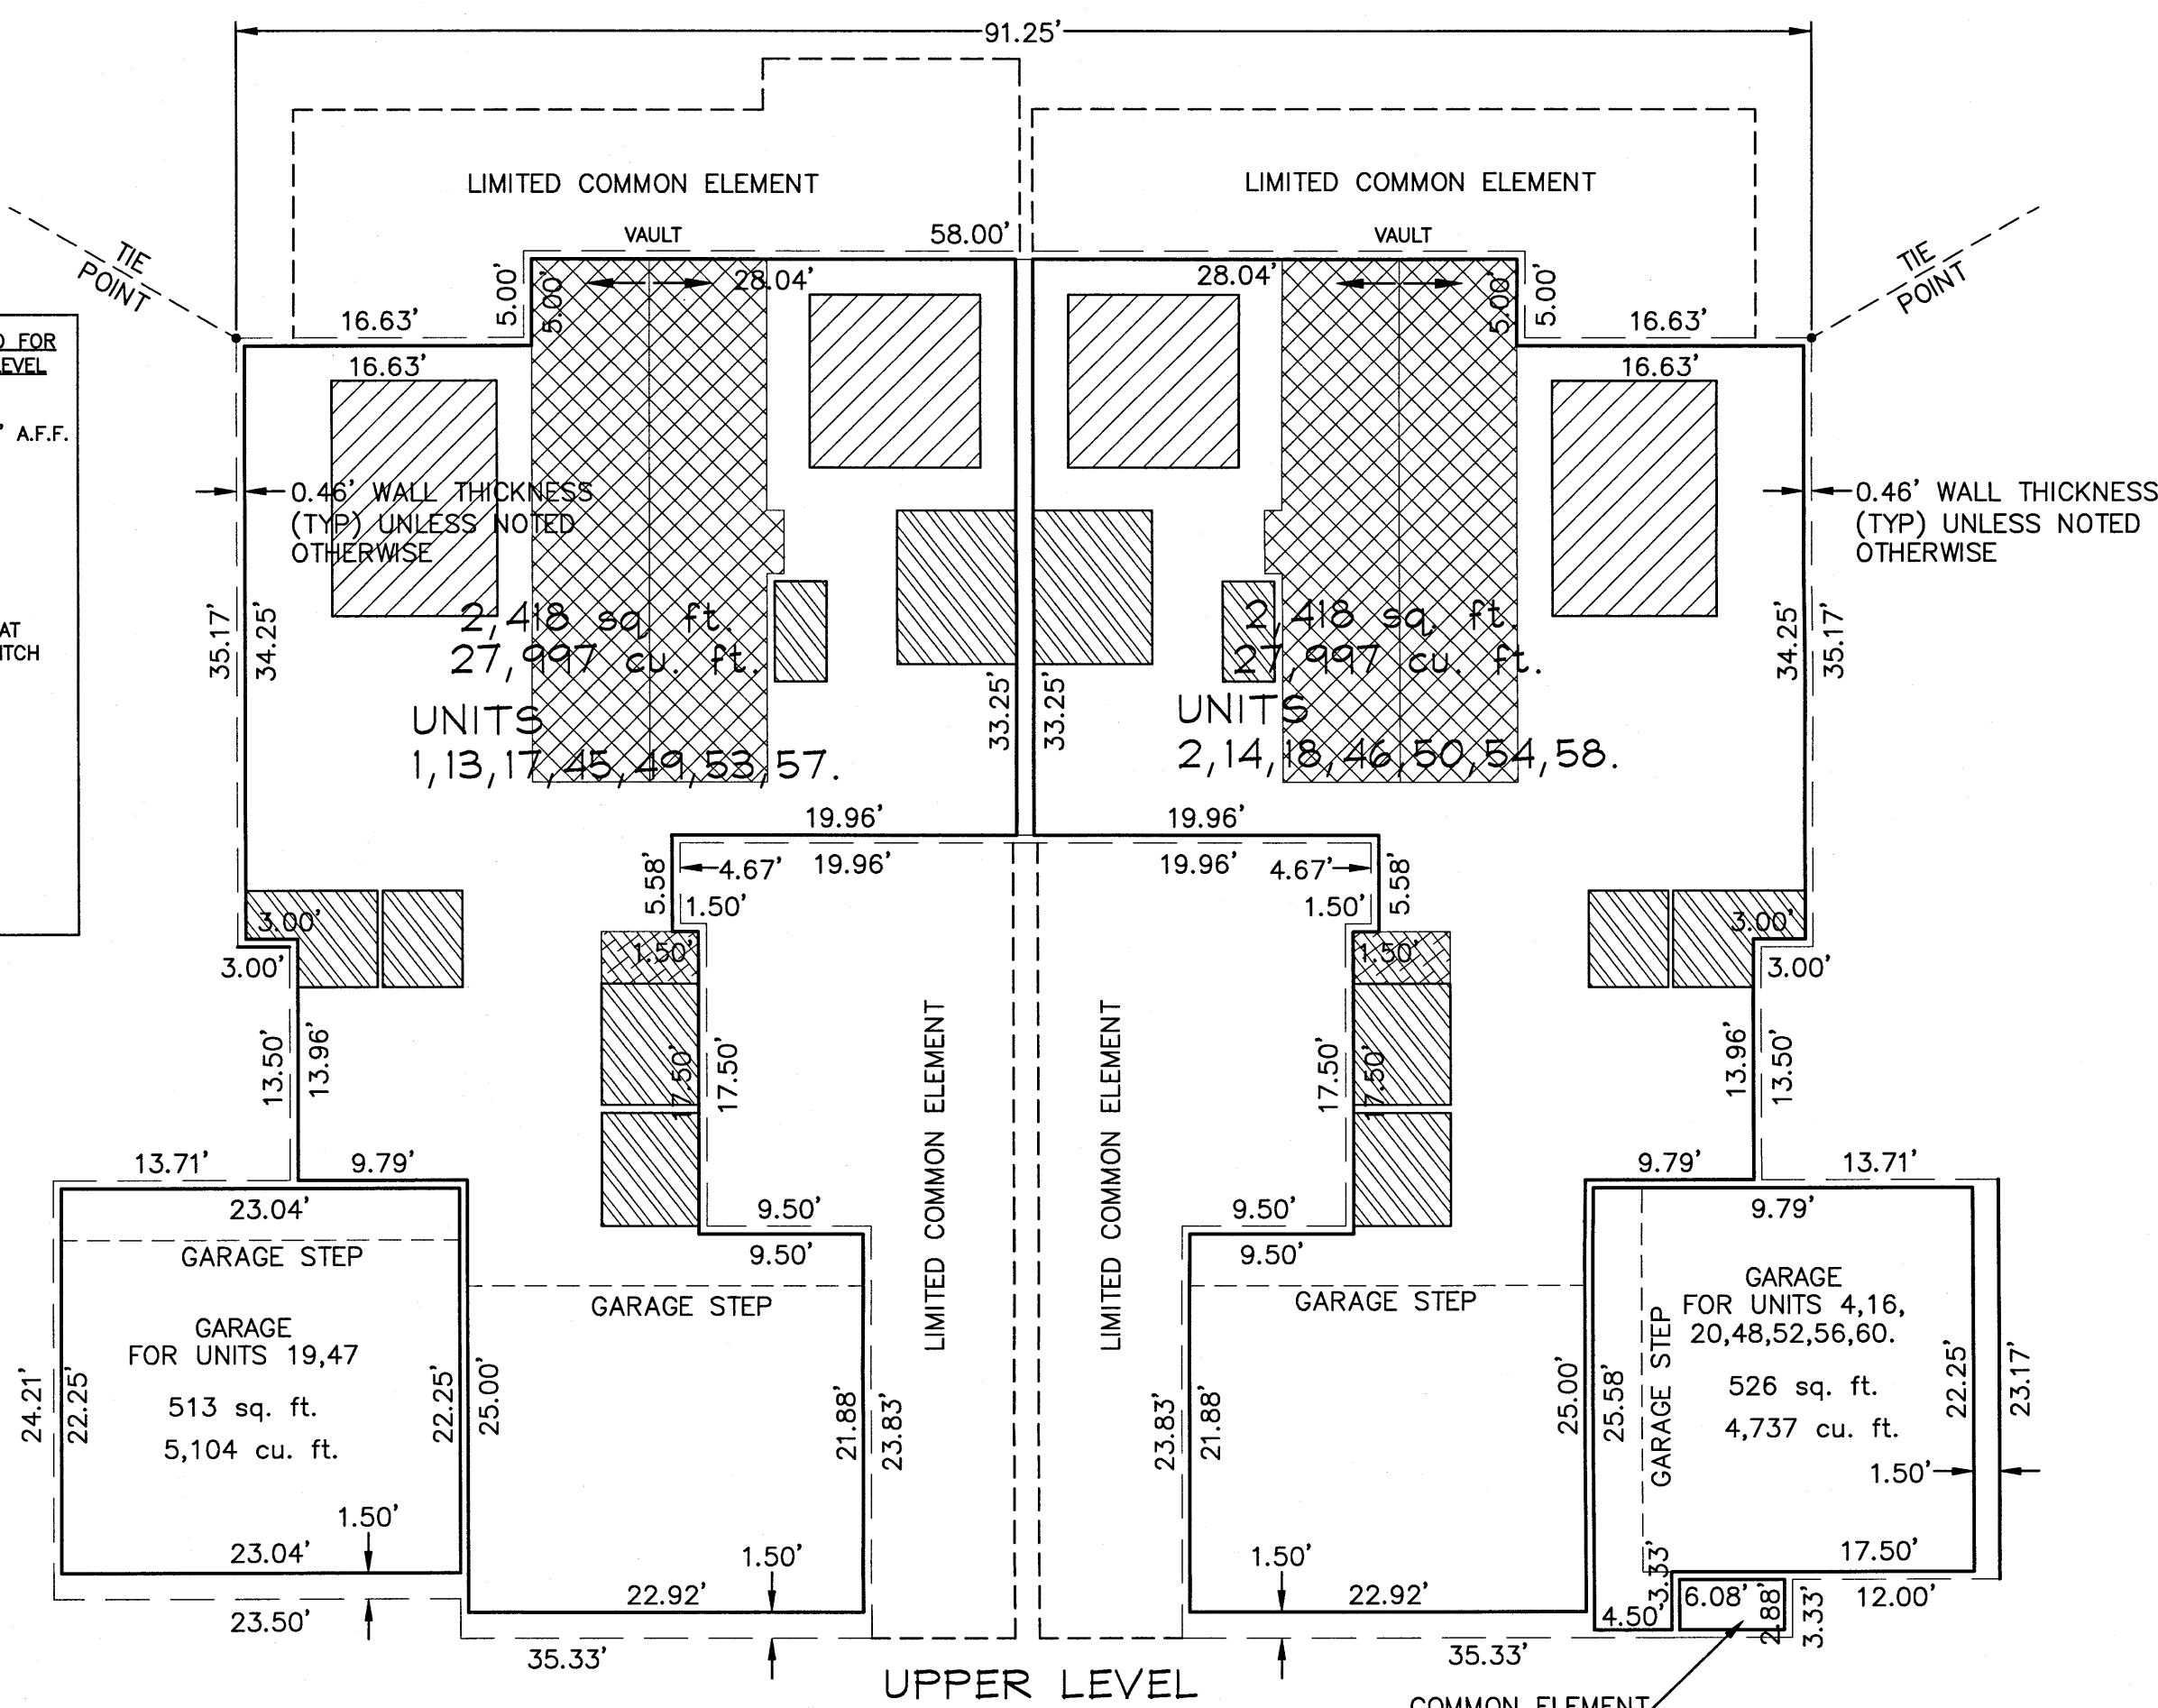 91.25'
LIMITED COMMON ELEMENT
LIMITED COMMON ELEMENT
TIE
POINT
VAULT
58.00'
VAULT
TIE
POINT
28.04'
28.04'
5.00'
5.00'
5.00'
5.00'
16.63'
16.63'
16.63'
16.63'
FOR
LEVEL
A.F.F.
0.46' WALL THICKNESS
(TYP) UNLESS NOTED
OTHERWISE
0.46' WALL THICKNESS
(TYP) UNLESS NOTED
OTHERWISE
AT
35.17'
34.25'
2,418 sq. ft.
27,997 cu. ft.
UNITS
1,13,17,45,49,53,57.
33.25'
33.25'
2,418 sq. ft.
27,997 cu. ft.
UNITS
2,14,18,46,50,54,58.
34.25'
35.17'
19.96'
19.96'
4.67'
19.96'
19.96'
4.67'
5.58'
1.50'
1.50'
5.58'
3.00'
1.50'
1.50'
3.00'
3.00'
3.00'
13.50'
13.96'
17.50'
17.50'
LIMITED COMMON ELEMENT
LIMITED COMMON ELEMENT
17.50'
17.50'
13.96'
13.50'
13.71'
9.79'
9.79'
13.71'
23.04'
9.50'
9.50'
9.79'
GARAGE STEP
9.50'
9.50'
GARAGE STEP
GARAGE STEP
GARAGE
FOR UNITS 19,47
513 sq. ft.
5,104 cu. ft.
GARAGE
FOR UNITS 4,16,
20,48,52,56,60.
526 sq. ft.
4,737 cu. ft.
GARAGE STEP
24.21'
22.25'
22.25'
25.00'
21.88'
23.83'
23.83'
21.88'
25.00'
25.58'
22.25'
23.17'
1.50'
1.50'
1.50'
1.50'
23.04'
17.50'
22.92'
22.92'
3.33'
4.50'
6.08'
2.88'
3.33'
12.00'
23.50'
35.33'
35.33'
UPPER LEVEL
COMMON ELEMENT